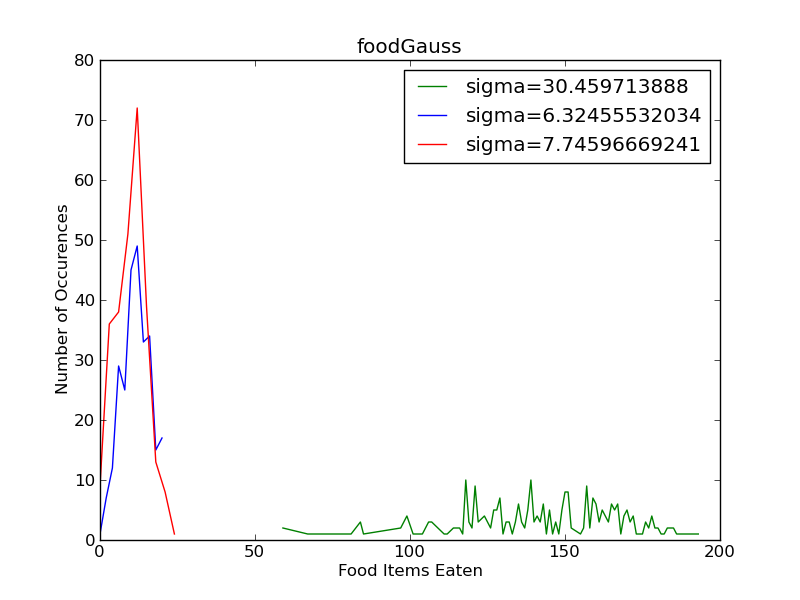 foodGauss
sigma=30.459713888
sigma=6.32455532034
sigma=7.74596669241
80
70
60
50
40
30
20
10
0
Number of Occurences
0 50 100 150 200
Food Items Eaten